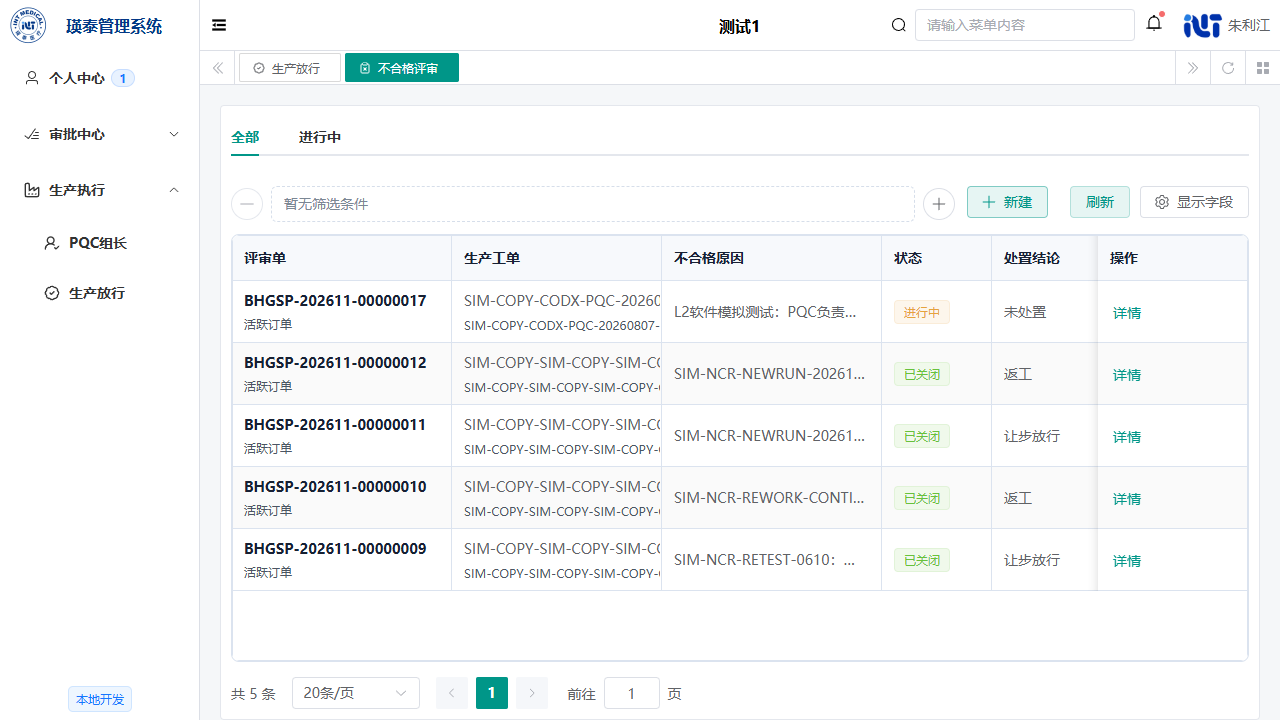 瑛泰管理系统
测试1
请输入菜单内容
朱利江
个人中心 1
审批中心
生产执行
PQC组长
生产放行
本地开发
生产放行
不合格评审
全部
进行中
暂无筛选条件
新建
刷新
显示字段
评审单 生产工单 不合格原因 状态 处置结论 操作
BHGSP-202611-00000017
活跃订单
SIM-COPY-CODX-PQC-20260
SIM-COPY-CODX-PQC-20260807-
L2软件模拟测试：PQC负责...
进行中
未处置
详情
BHGSP-202611-00000012
活跃订单
SIM-COPY-SIM-COPY-SIM-CO
SIM-COPY-SIM-COPY-SIM-COPY-
SIM-NCR-NEWRUN-20261...
已关闭
返工
详情
BHGSP-202611-00000011
活跃订单
SIM-COPY-SIM-COPY-SIM-CO
SIM-COPY-SIM-COPY-SIM-COPY-
SIM-NCR-NEWRUN-20261...
已关闭
让步放行
详情
BHGSP-202611-00000010
活跃订单
SIM-COPY-SIM-COPY-SIM-CO
SIM-COPY-SIM-COPY-SIM-COPY-
SIM-NCR-REWORK-CONTI...
已关闭
返工
详情
BHGSP-202611-00000009
活跃订单
SIM-COPY-SIM-COPY-SIM-CO
SIM-COPY-SIM-COPY-SIM-COPY-
SIM-NCR-RETEST-0610：...
已关闭
让步放行
详情
共 5 条
20条/页
1
前往 1 页